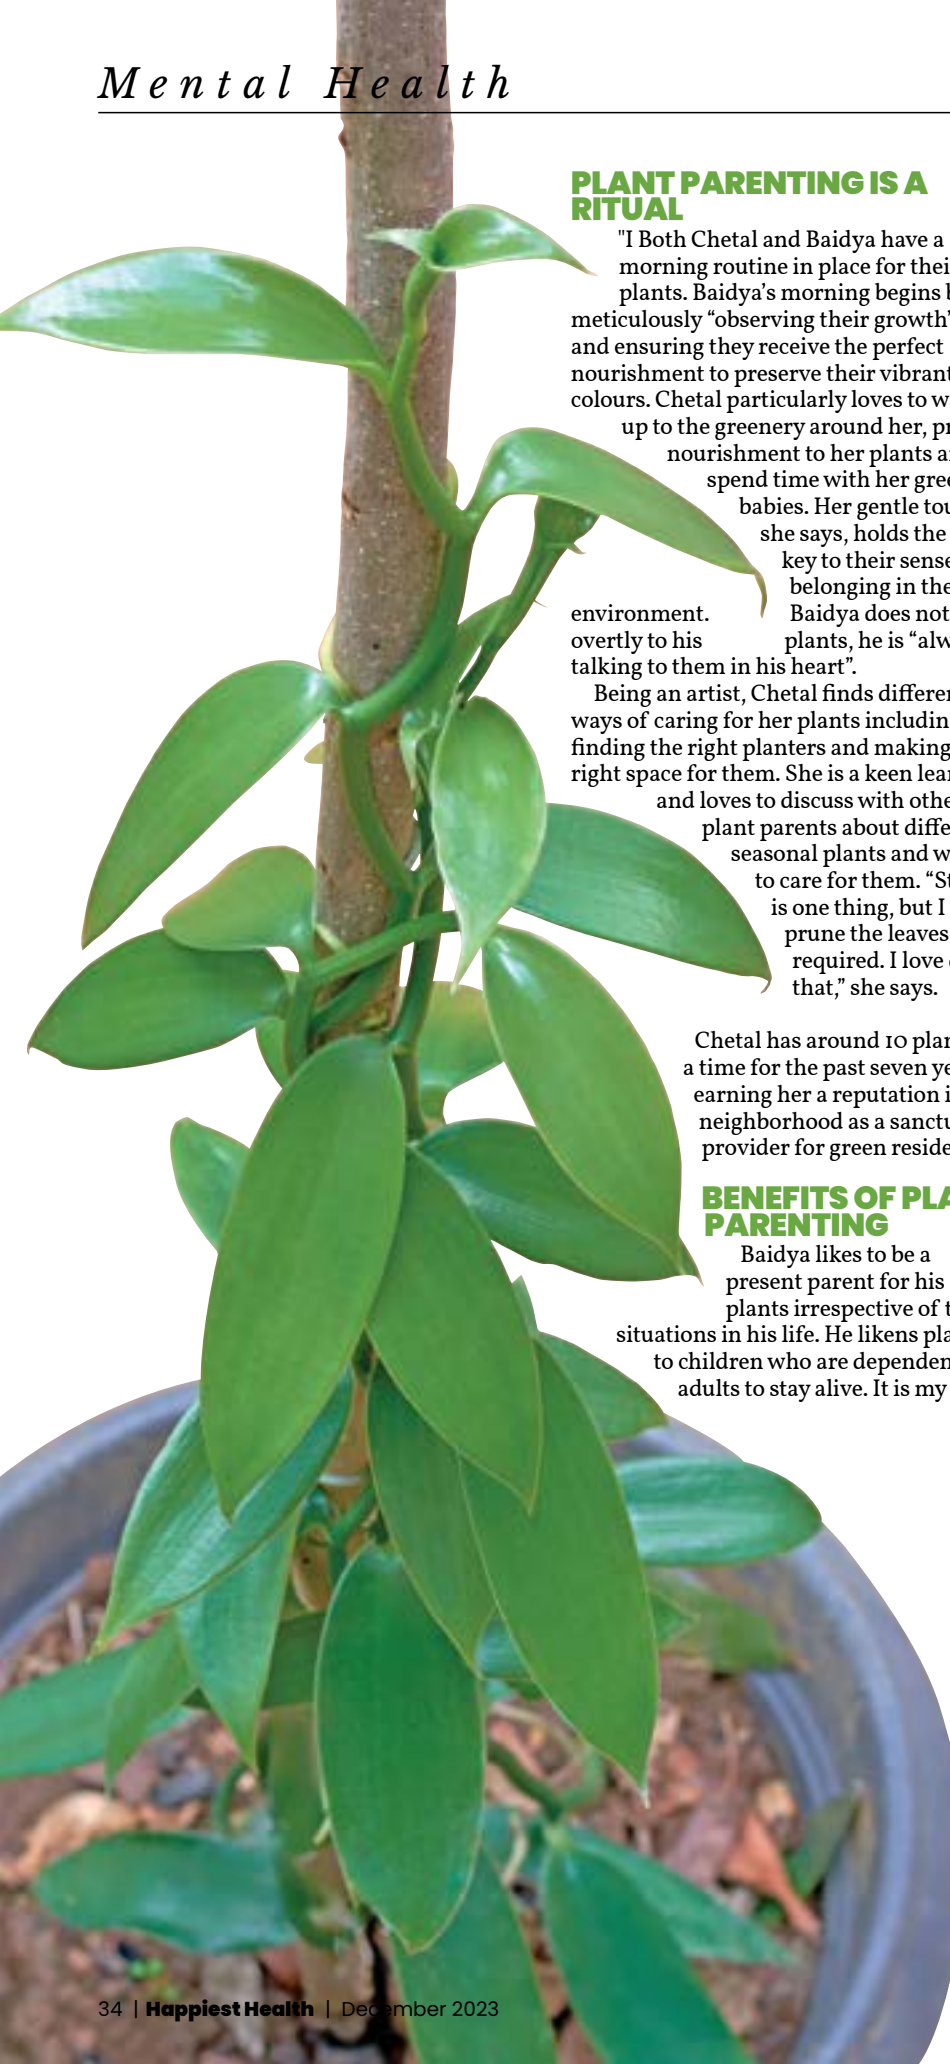 Mental Health
PLANT PARENTING IS A
RITUAL
"I Both Chetal and Baidya have a
morning routine in place for
plants. Baidya’s morning begins
meticulously “observing their growth”
and ensuring they receive the perfect
nourishment to preserve their vibrant
colours. Chetal particularly loves to
up to the greenery around her,
nourishment to her plants
spend time with her
babies. Her gentle
she says, holds the
key to their
belonging in the
environment. Baidya does not
overtly to his plants, he is
talking to them in his heart”.
Being an artist, Chetal finds
ways of caring for her plants
finding the right planters and making
right space for them. She is a keen
and loves to discuss with
plant parents about
seasonal plants and
to care for them.
is one thing, but I
prune the leaves
required. I love
that,” she says.
Chetal has around 10
a time for the past seven
earning her a reputation
neighborhood as a
provider for green
BENEFITS OF
PARENTING
Baidya likes to be a
present parent for his
plants irrespective of
situations in his life. He likens
to children who are
adults to stay alive. It is my
34 | Happiest Health | December 2023